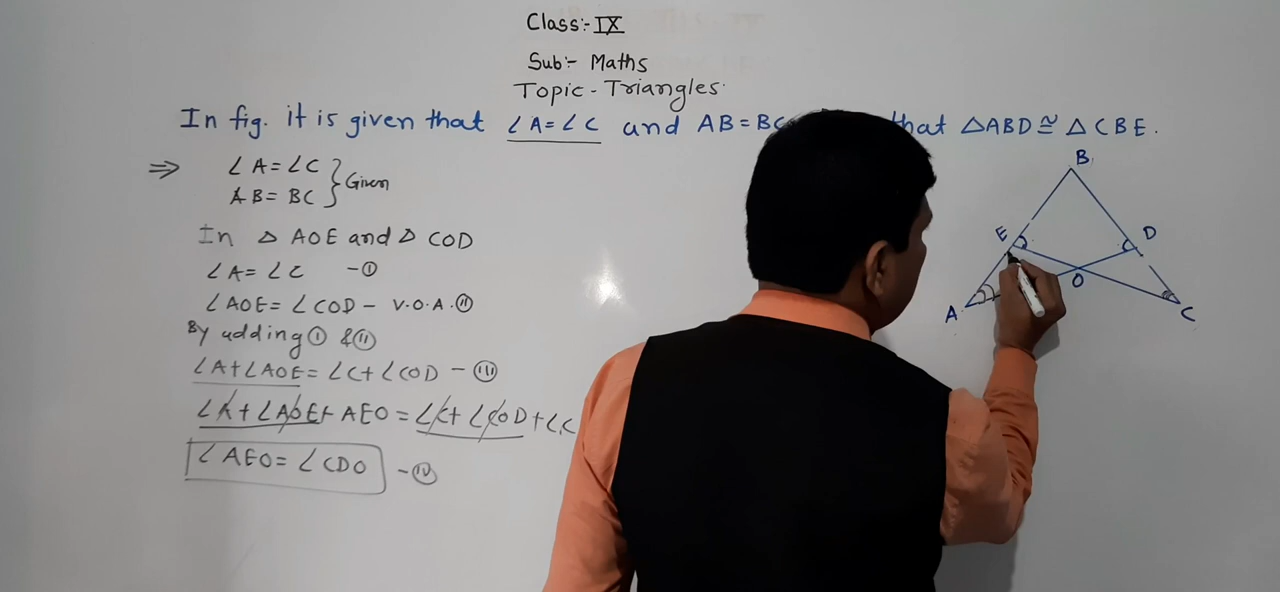 Class:- IX
Sub:- Maths
Topic - Triangles
In fig. it is given that ∠A=∠C and AB=BC that △ABD≅△CBE.
⇒ ∠A=∠C
AB=BC } Given
In △AOE and △COD
∠A=∠C -①
∠AOE=∠COD - V.O.A.⑪
By adding ① &⑪
∠A+∠AOE=∠C+∠COD -⑪I
∠A+∠AOE+AEO=∠C+∠COD+∠C
∠AEO=∠CDO -Ⓘⓥ
B
E
D
O
A
C